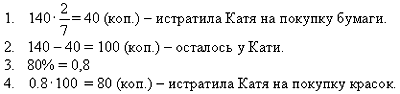 1. 140·2/7 = 40 (коп.) – истратила Катя на покупку бумаги.
2. 140 – 40 = 100 (коп.) – осталось у Кати.
3. 80% = 0,8
4. 0.8·100 = 80 (коп.) – истратила Катя на покупку красок.